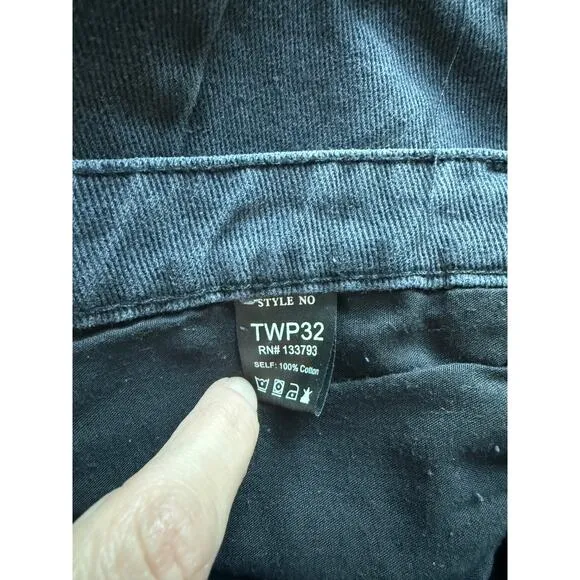 STYLE NO
TWP32
RN# 133793
SELF: 100% Cotton